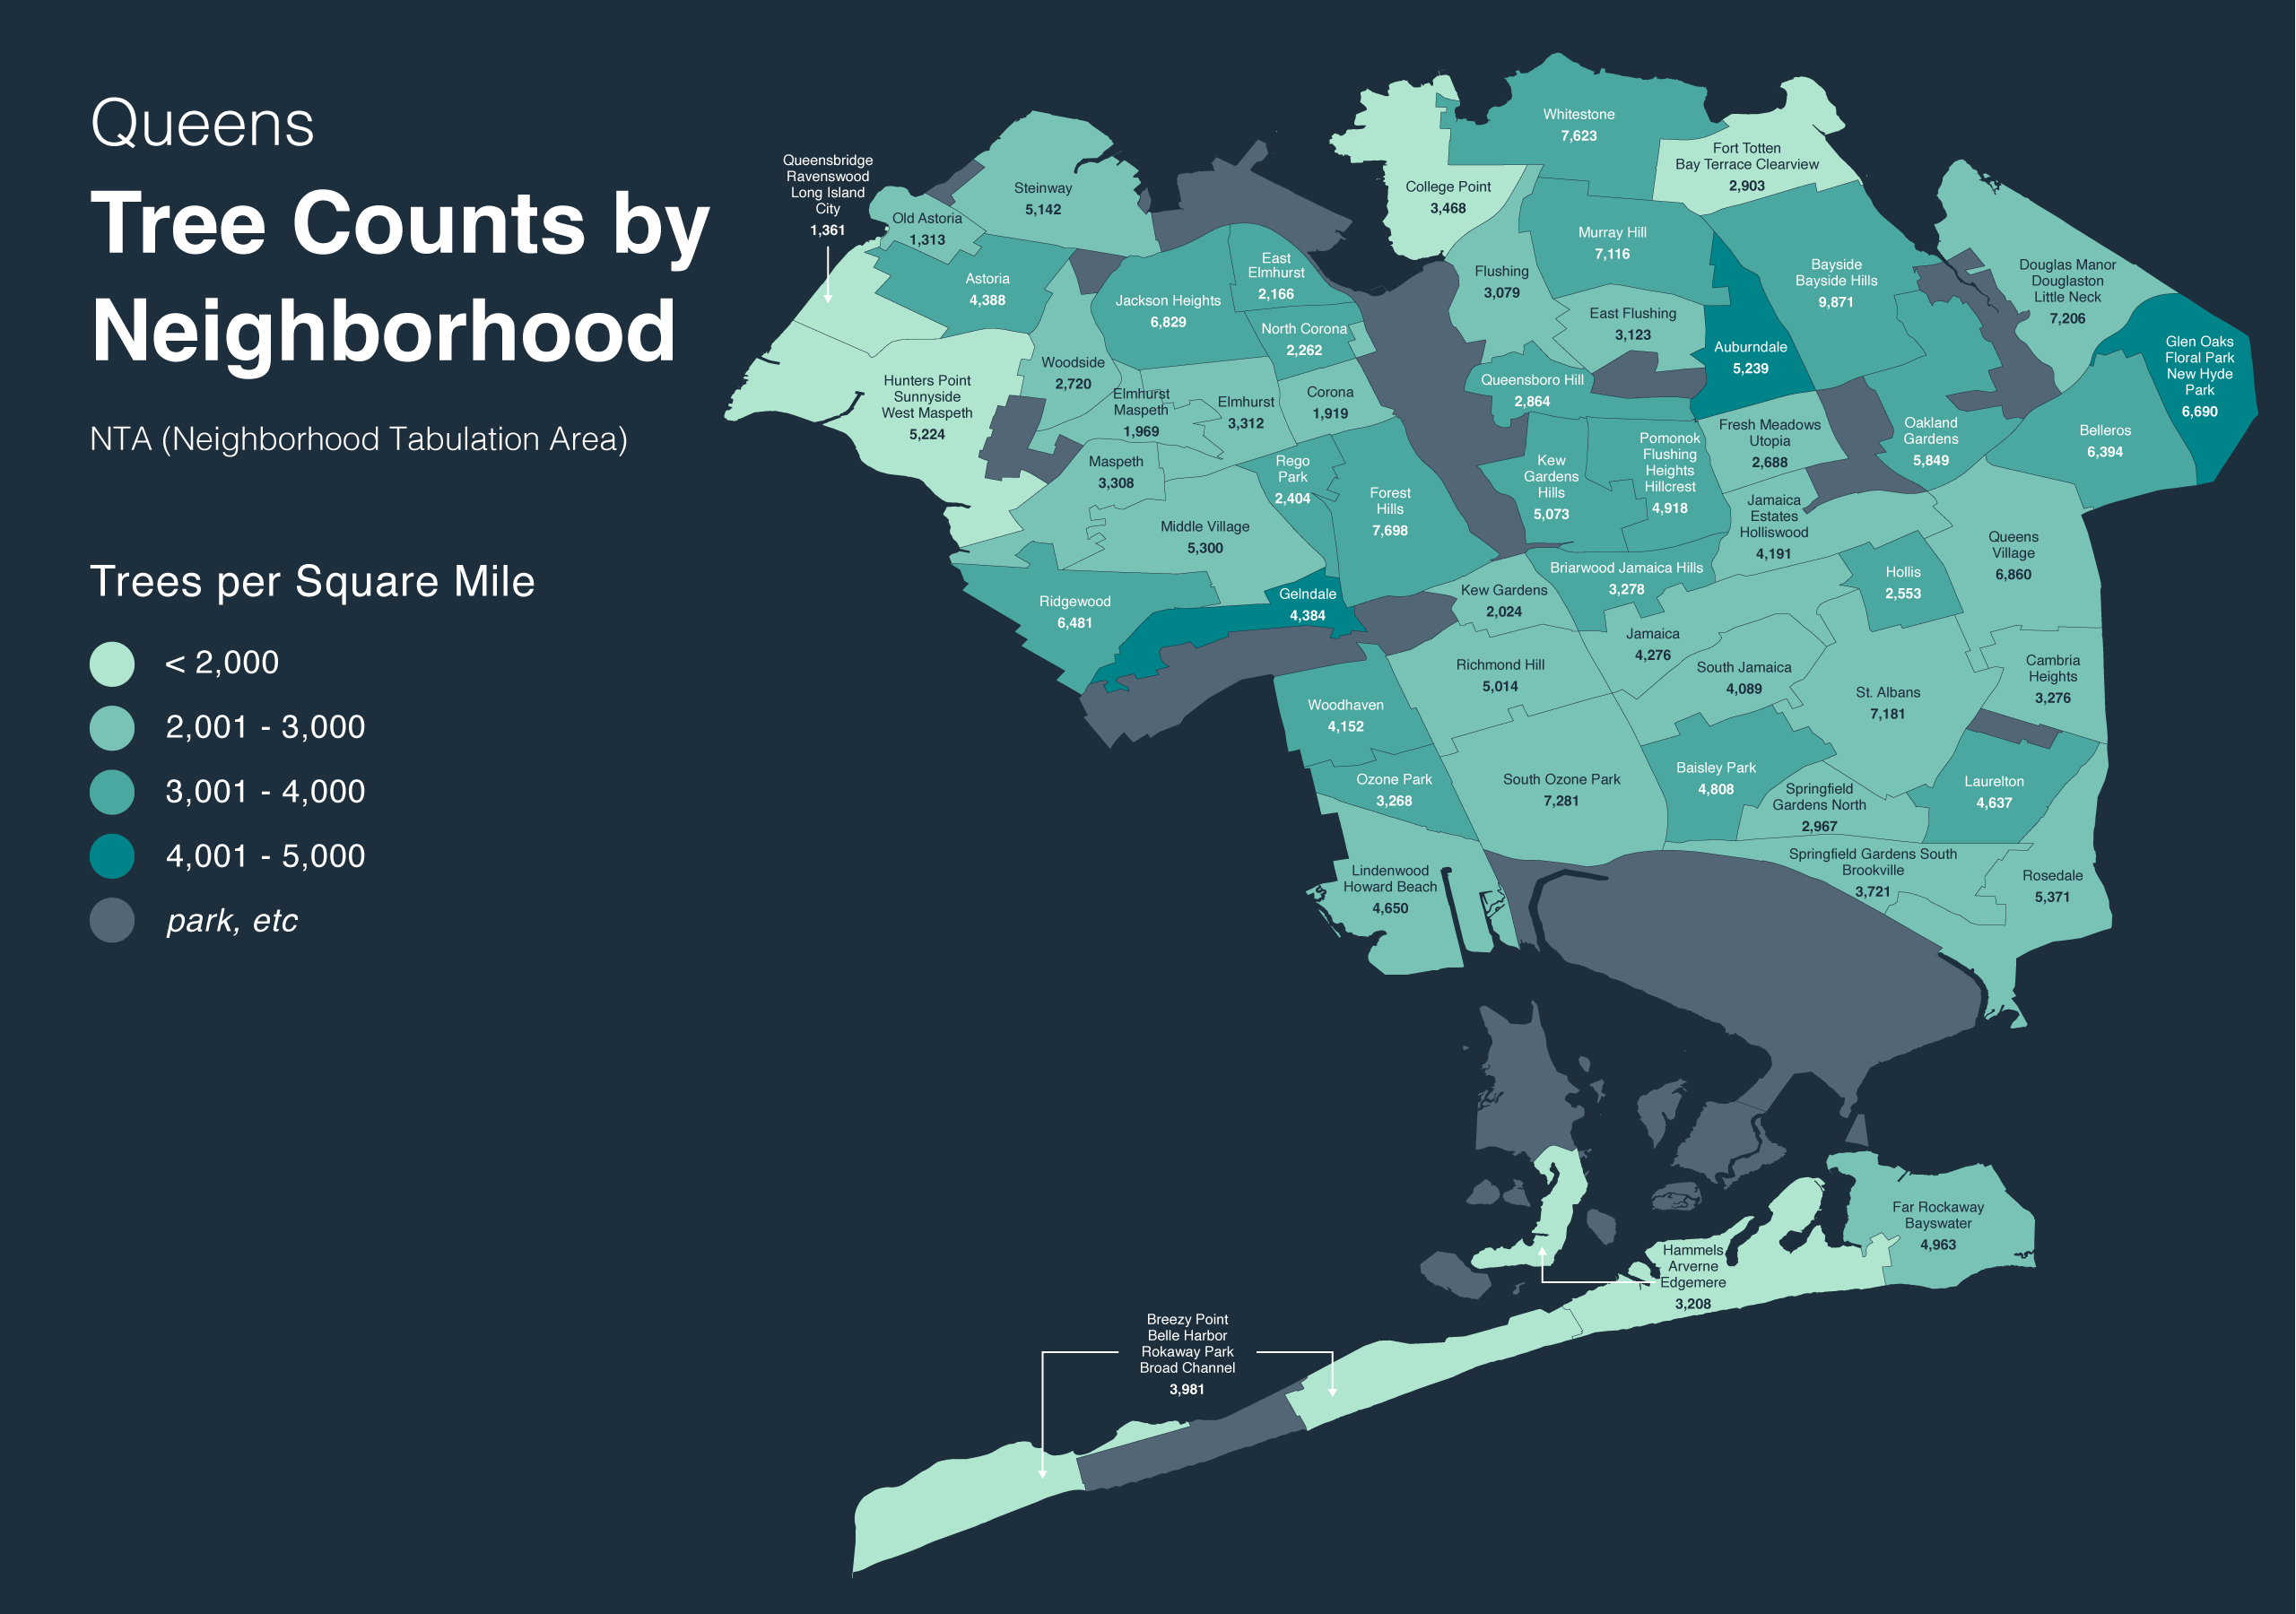 Queens
Tree Counts by
Neighborhood
NTA (Neighborhood Tabulation Area)
Trees per Square Mile
< 2,000
2,001 - 3,000
3,001 - 4,000
4,001 - 5,000
park, etc
Queensbridge
Ravenswood
Long Island
City
1,361
Old Astoria
1,313
Steinway
5,142
Astoria
4,388
Hunters Point
Sunnyside
West Maspeth
5,224
Woodside
2,720
Jackson Heights
6,829
East
Elmhurst
2,166
North Corona
2,262
Elmhurst
Maspeth
1,969
Elmhurst
3,312
Corona
1,919
Maspeth
3,308
Middle Village
5,300
Rego
Park
2,404
Forest
Hills
7,698
Ridgewood
6,481
Gelndale
4,384
College Point
3,468
Whitestone
7,623
Fort Totten
Bay Terrace Clearview
2,903
Flushing
3,079
Murray Hill
7,116
East Flushing
3,123
Bayside
Bayside Hills
9,871
Auburndale
5,239
Queensboro Hill
2,864
Douglas Manor
Douglaston
Little Neck
7,206
Glen Oaks
Floral Park
New Hyde
Park
6,690
Belleros
6,394
Oakland
Gardens
5,849
Fresh Meadows
Utopia
2,688
Kew
Gardens
Hills
5,073
Pomonok
Flushing
Heights
Hillcrest
4,918
Jamaica
Estates
Holliswood
4,191
Queens
Village
6,860
Briarwood Jamaica Hills
3,278
Hollis
2,553
Kew Gardens
2,024
Jamaica
4,276
Richmond Hill
5,014
South Jamaica
4,089
St. Albans
7,181
Cambria
Heights
3,276
Woodhaven
4,152
Ozone Park
3,268
South Ozone Park
7,281
Baisley Park
4,808
Springfield
Gardens North
2,967
Laurelton
4,637
Lindenwood
Howard Beach
4,650
Springfield Gardens South
Brookville
3,721
Rosedale
5,371
Far Rockaway
Bayswater
4,963
Hammels
Arverne
Edgemere
3,208
Breezy Point
Belle Harbor
Rokaway Park
Broad Channel
3,981